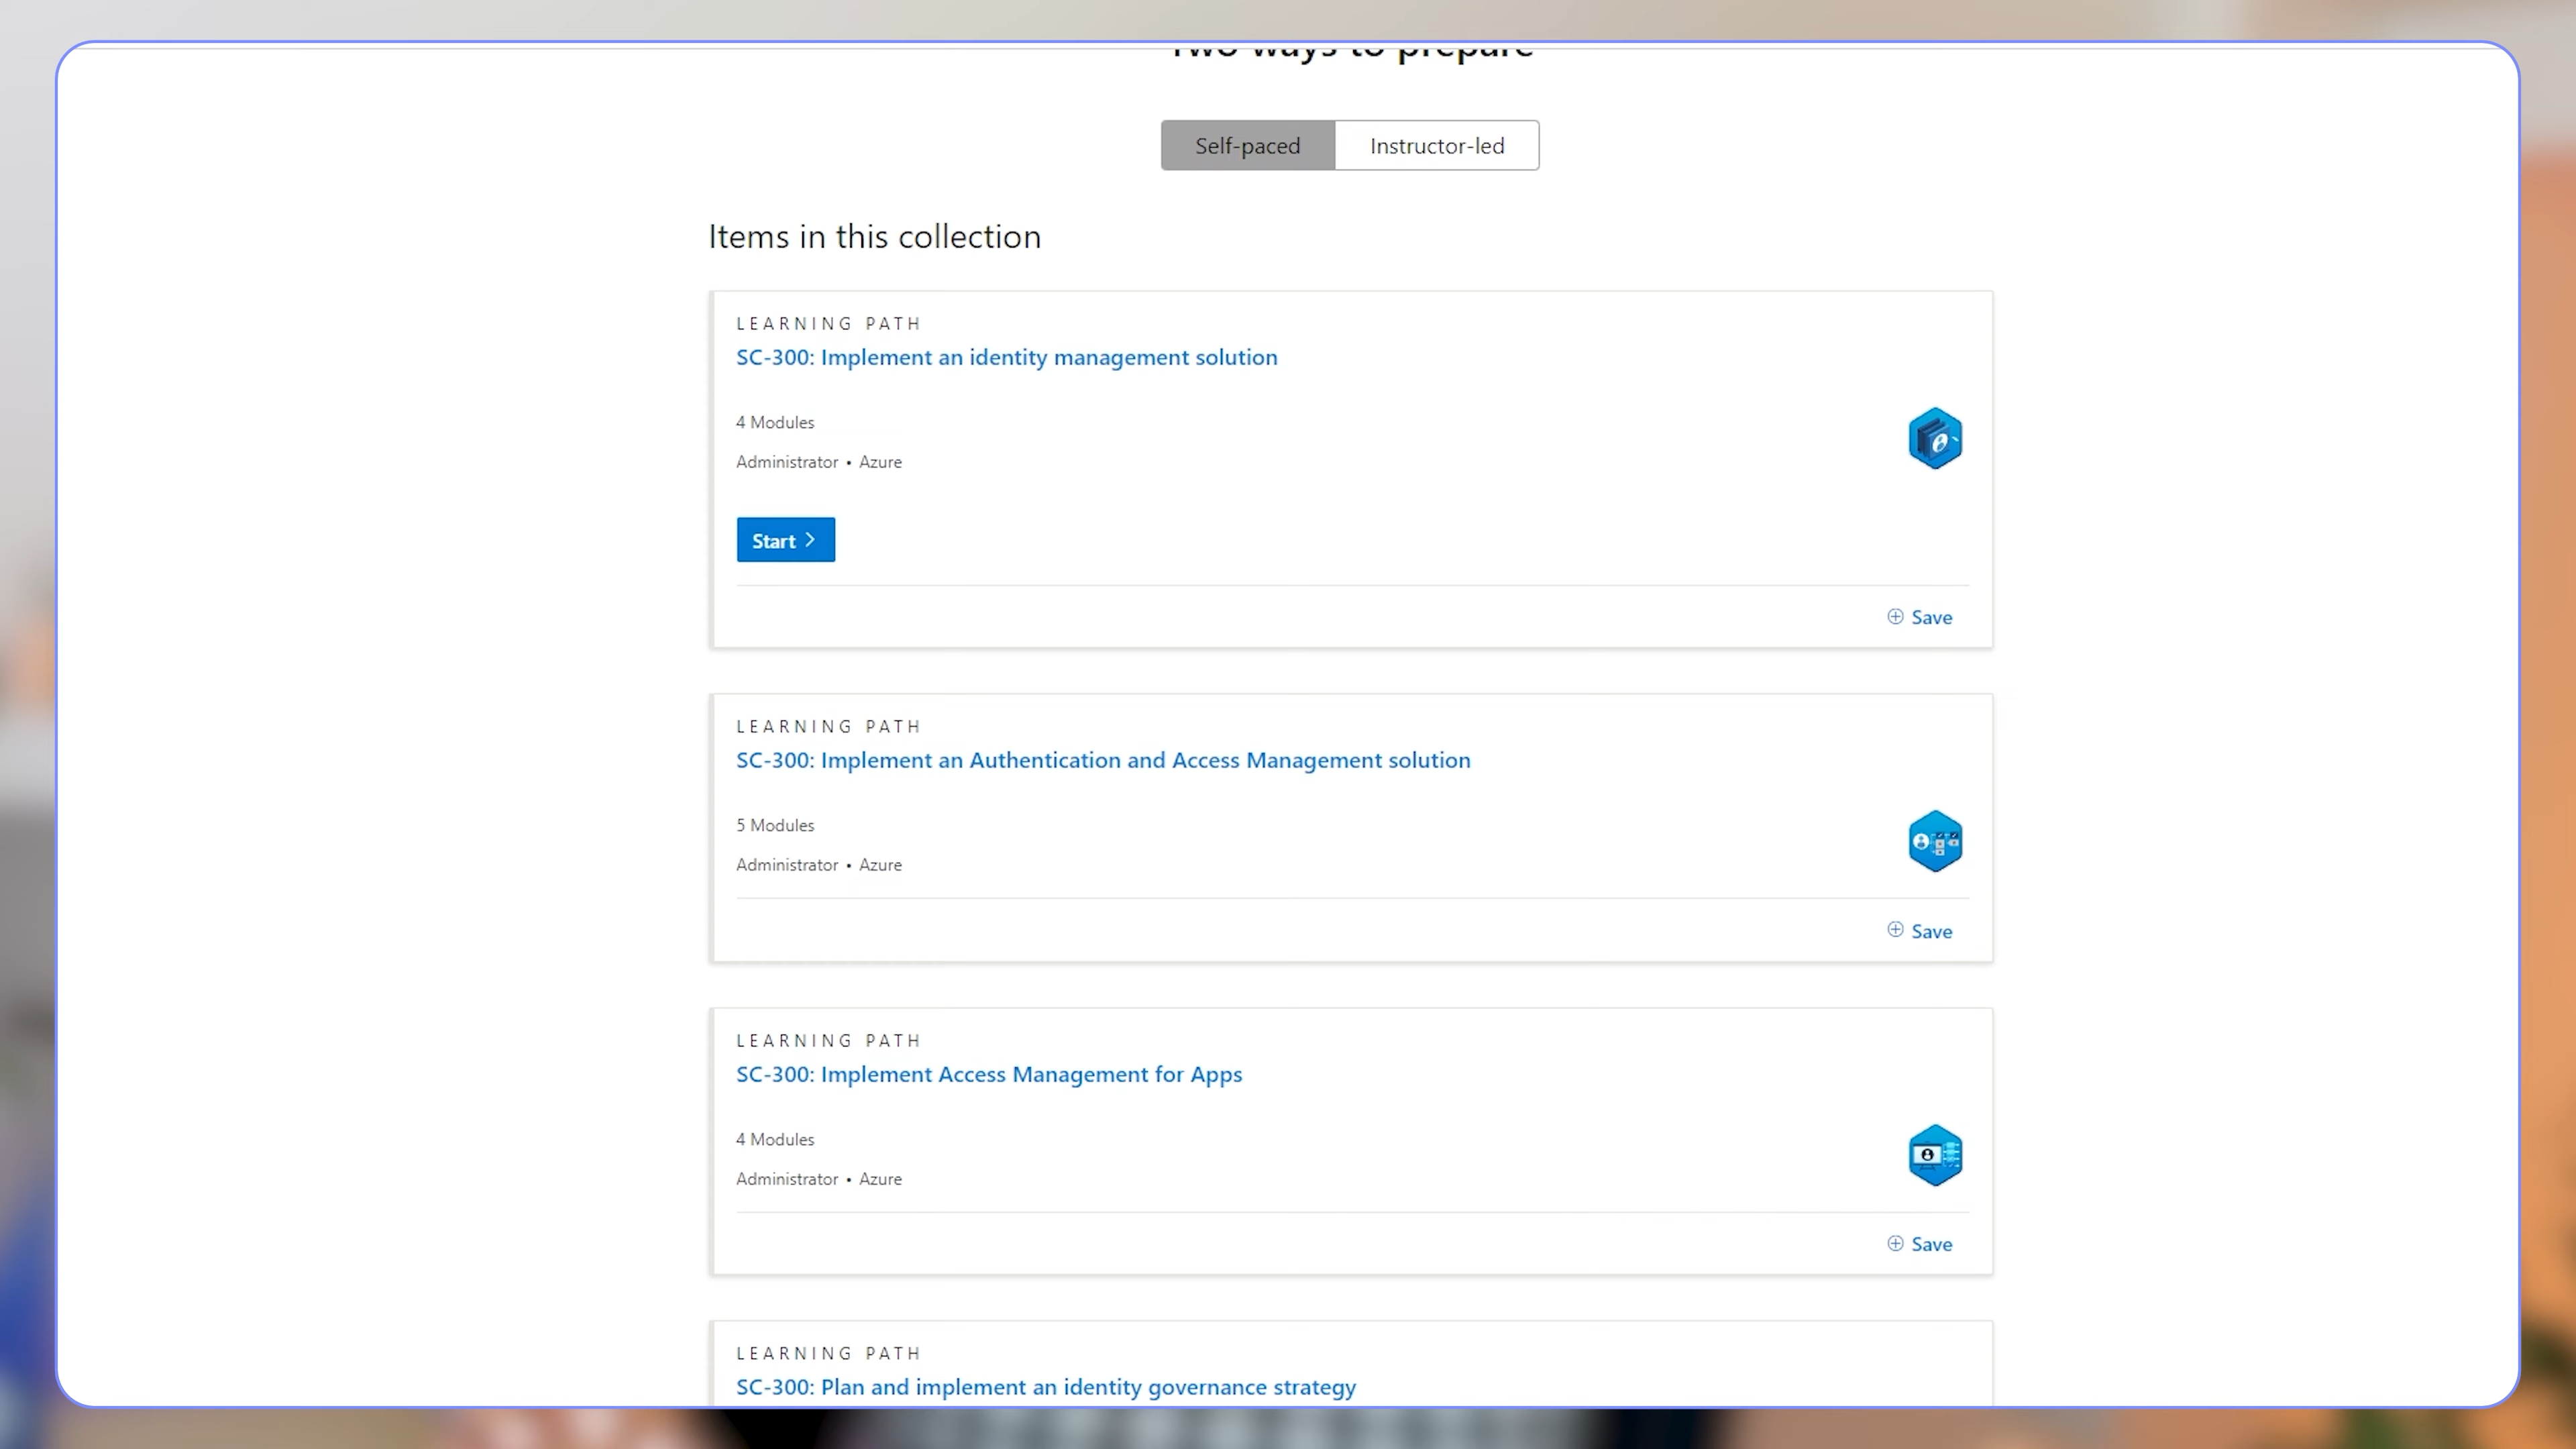 Two ways to prepare
Self-paced
Instructor-led
Items in this collection
LEARNING PATH
SC-300: Implement an identity management solution
4 Modules
Administrator • Azure
Start
Save
LEARNING PATH
SC-300: Implement an Authentication and Access Management solution
5 Modules
Administrator • Azure
Save
LEARNING PATH
SC-300: Implement Access Management for Apps
4 Modules
Administrator • Azure
Save
LEARNING PATH
SC-300: Plan and implement an identity governance strategy